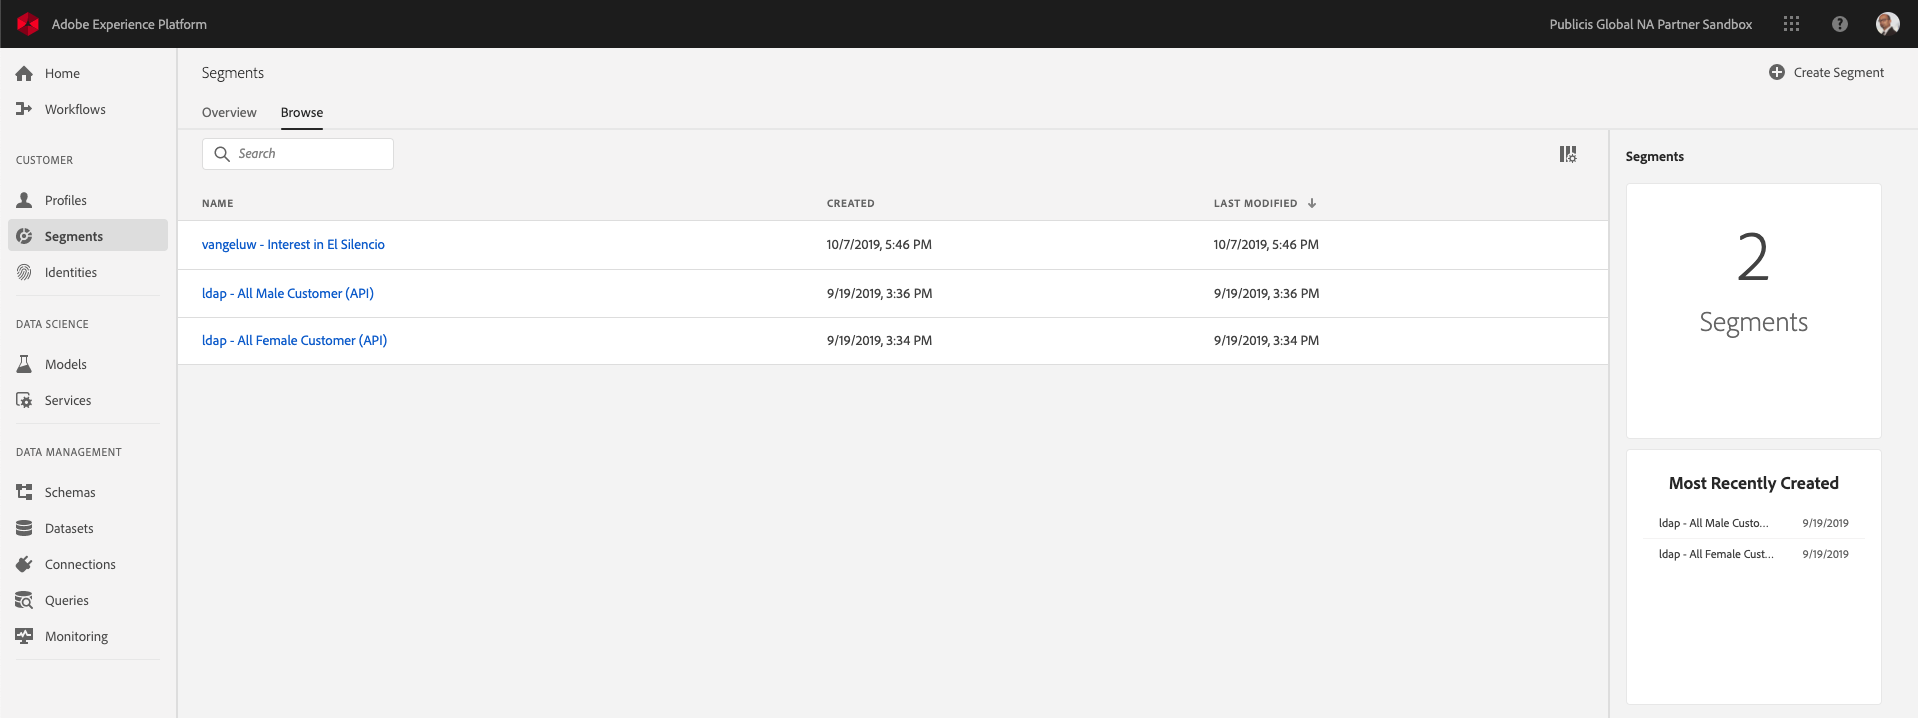 Adobe Experience Platform
Publicis Global NA Partner Sandbox
Home
Workflows
CUSTOMER
Profiles
Segments
Identities
DATA SCIENCE
Models
Services
DATA MANAGEMENT
Schemas
Datasets
Connections
Queries
Monitoring
Segments
Create Segment
Overview Browse
Search
NAME CREATED LAST MODIFIED
vangeluw - Interest in El Silencio 10/7/2019, 5:46 PM 10/7/2019, 5:46 PM
ldap - All Male Customer (API) 9/19/2019, 3:36 PM 9/19/2019, 3:36 PM
ldap - All Female Customer (API) 9/19/2019, 3:34 PM 9/19/2019, 3:34 PM
Segments
2
Segments
Most Recently Created
ldap - All Male Custo... 9/19/2019
ldap - All Female Cust... 9/19/2019